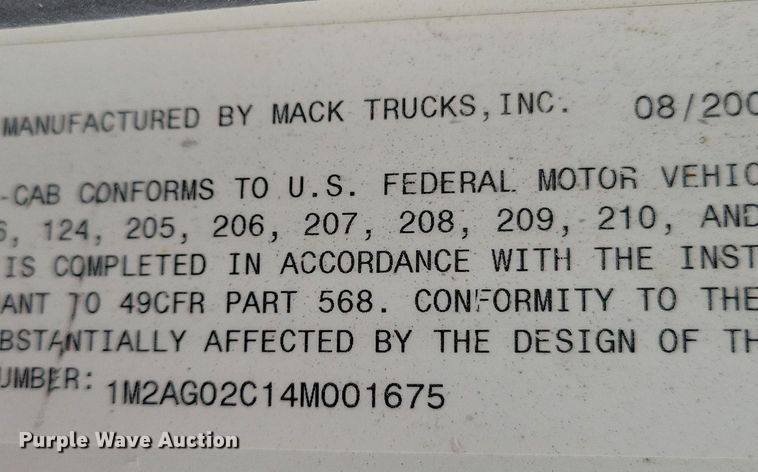 MANUFACTURED BY MACK TRUCKS,INC. 08/200
-CAB CONFORMS TO U.S. FEDERAL MOTOR VEHIC
6, 124, 205, 206, 207, 208, 209, 210, AND
IS COMPLETED IN ACCORDANCE WITH THE INST
ANT TO 49CFR PART 568. CONFORMITY TO THE
BSTANTIALLY AFFECTED BY THE DESIGN OF TH
UMBER: 1M2AG02C14M001675
Purple Wave Auction